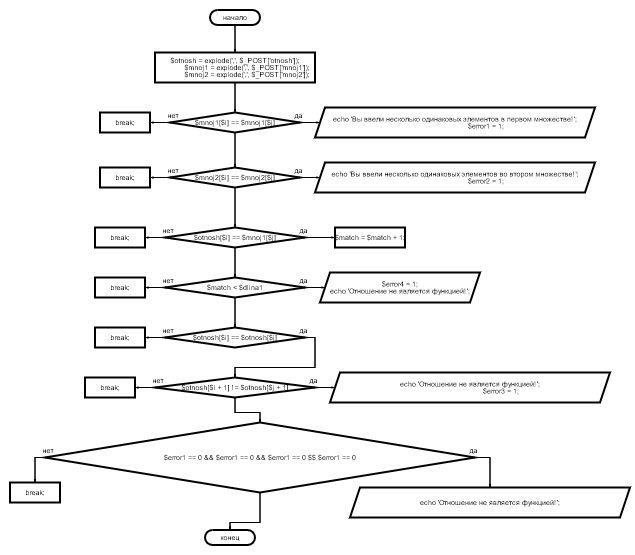 начало
$otnosh = explode(',', $_POST['otnosh']);
$mnoj1 = explode(',', $_POST['mnoj1']);
$mnoj2 = explode(',', $_POST['mnoj2']);
нет
да
break;
$mnoj1[$i] == $mnoj1[$j]
echo 'Вы ввели несколько одинаковых элементов в первом множестве!';
$error1 = 1;
нет
да
break;
$mnoj2[$i] == $mnoj2[$j]
echo 'Вы ввели несколько одинаковых элементов во втором множестве!';
$error2 = 1;
нет
да
break;
$otnosh[$i] == $mnoj1[$j]
$match = $match + 1;
нет
да
break;
$match < $dlina1
$error4 = 1;
echo 'Отношение не является функцией!';
нет
да
break;
$otnosh[$i] == $otnosh[$j]
нет
да
break;
$otnosh[$i + 1] != $otnosh[$j + 1]
echo 'Отношение не является функцией!';
$error3 = 1;
нет
да
$error1 == 0 && $error1 == 0 && $error1 == 0 $$ $error1 == 0
break;
echo 'Отношение не является функцией!';
конец